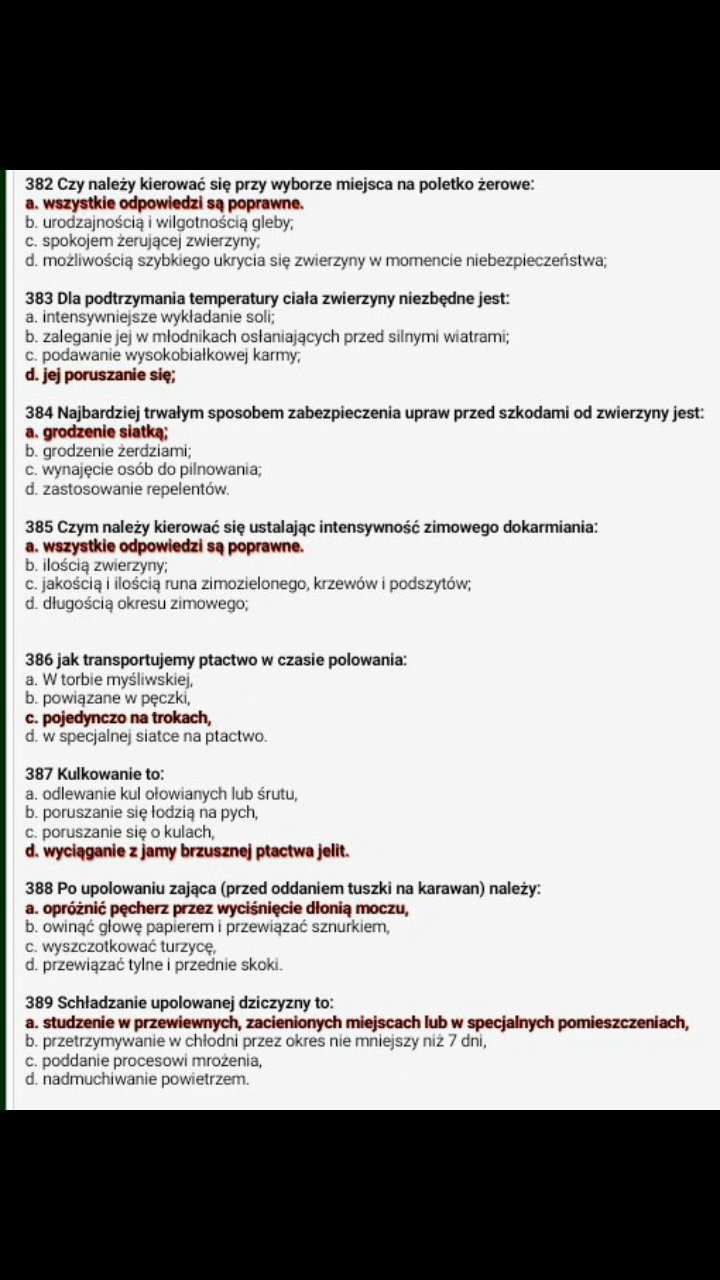 382 Czy należy kierować się przy wyborze miejsca na poletko żerowe:
a. wszystkie odpowiedzi są poprawne.
b. urodzajnością i wilgotnością gleby;
c. spokojem żerującej zwierzyny;
d. możliwością szybkiego ukrycia się zwierzyny w momencie niebezpieczeństwa;
383 Dla podtrzymania temperatury ciała zwierzyny niezbędne jest:
a. intensywniejsze wykładanie soli;
b. zaleganie jej w młodnikach osłaniających przed silnymi wiatrami;
c. podawanie wysokobiałkowej karmy;
d. jej poruszanie się;
384 Najbardziej trwałym sposobem zabezpieczenia upraw przed szkodami od zwierzyny jest:
a. grodzenie siatką;
b. grodzenie żerdziami;
c. wynajęcie osób do pilnowania;
d. zastosowanie repelentów.
385 Czym należy kierować się ustalając intensywność zimowego dokarmiania:
a. wszystkie odpowiedzi są poprawne.
b. ilością zwierzyny;
c. jakością i ilością runa zimozielonego, krzewów i podszytów;
d. długością okresu zimowego;
386 jak transportujemy ptactwo w czasie polowania:
a. W torbie myśliwskiej,
b. powiązane w pęczki,
c. pojedynczo na trokach,
d. w specjalnej siatce na ptactwo.
387 Kulkowanie to:
a. odlewanie kul ołowianych lub śrutu,
b. poruszanie się łodzią na pych,
c. poruszanie się o kulach,
d. wyciąganie z jamy brzusznej ptactwa jelit.
388 Po upolowaniu zająca (przed oddaniem tuszki na karawan) należy:
a. opróżnić pęcherz przez wyciśnięcie dłonią moczu,
b. owinąć głowę papierem i przewiązać sznurkiem,
c. wyszczotkować turzycę,
d. przewiązać tylne i przednie skoki.
389 Schładzanie upolowanej dziczyzny to:
a. studzenie w przewiewnych, zacienionych miejscach lub w specjalnych pomieszczeniach,
b. przetrzymywanie w chłodni przez okres nie mniejszy niż 7 dni,
c. poddanie procesowi mrożenia,
d. nadmuchiwanie powietrzem.